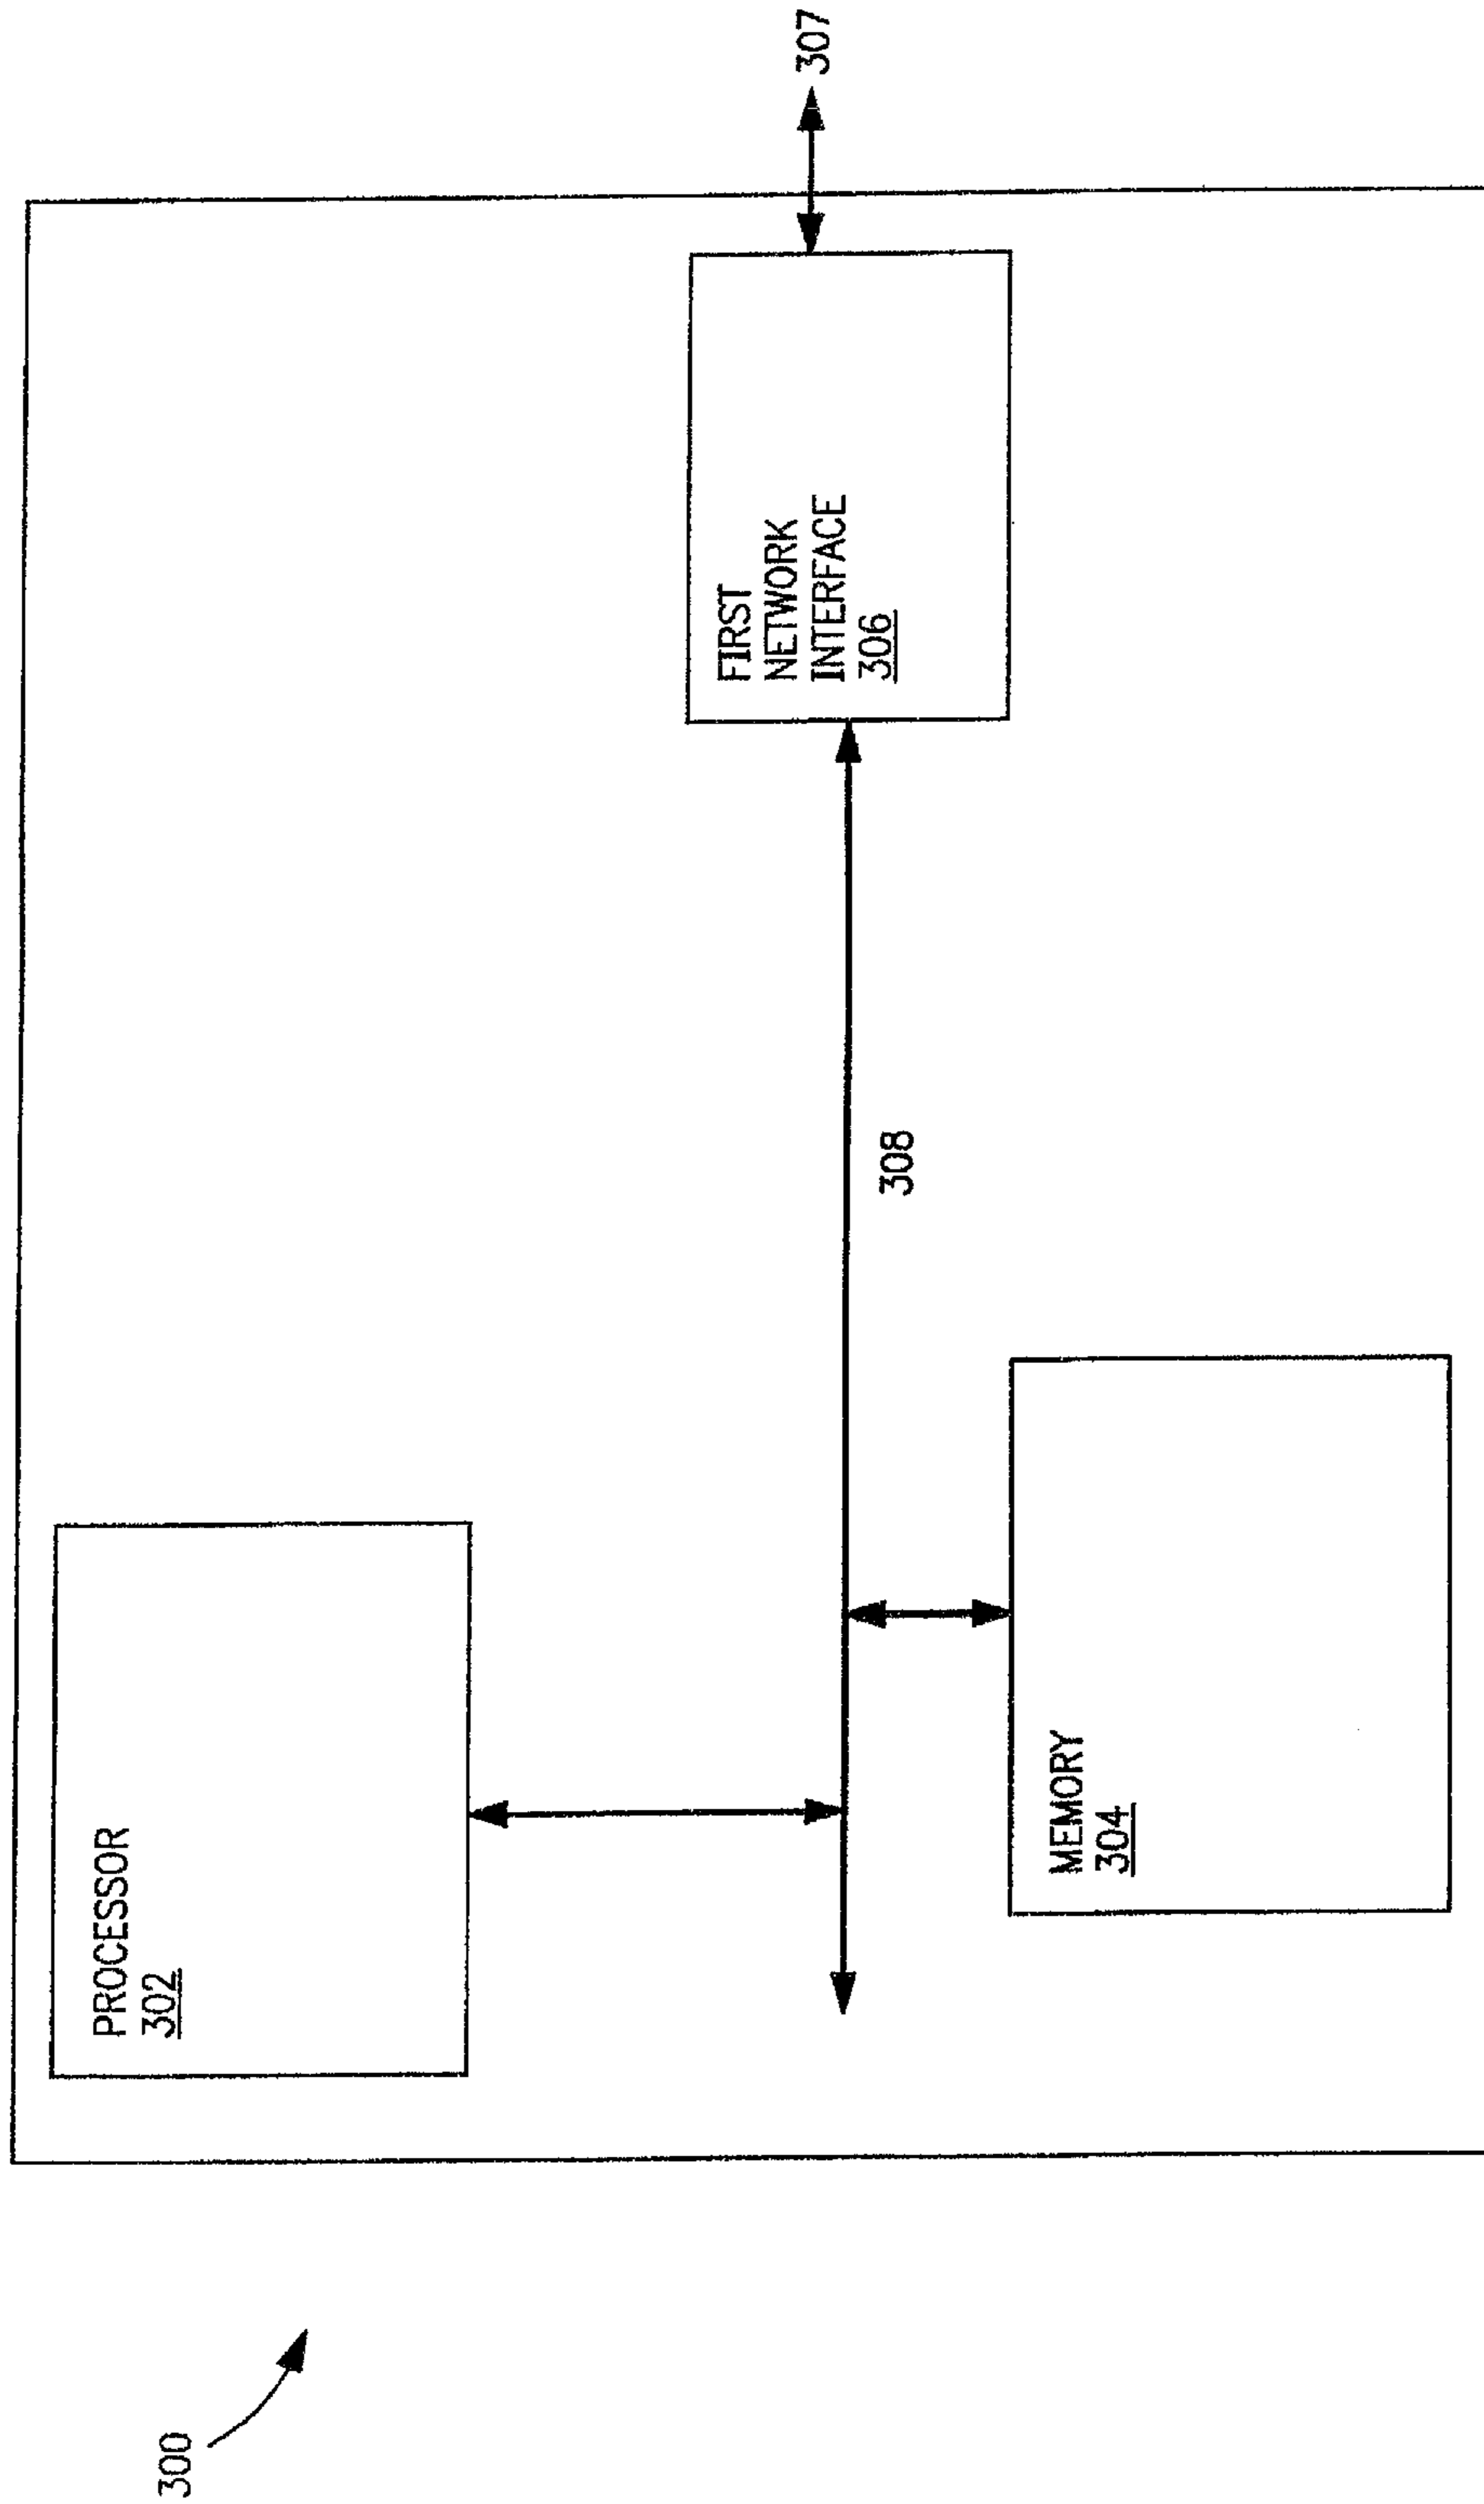 300
PROCESSOR
302
MEMORY
304
308
FIRST
NETWORK
INTERFACE
306
307